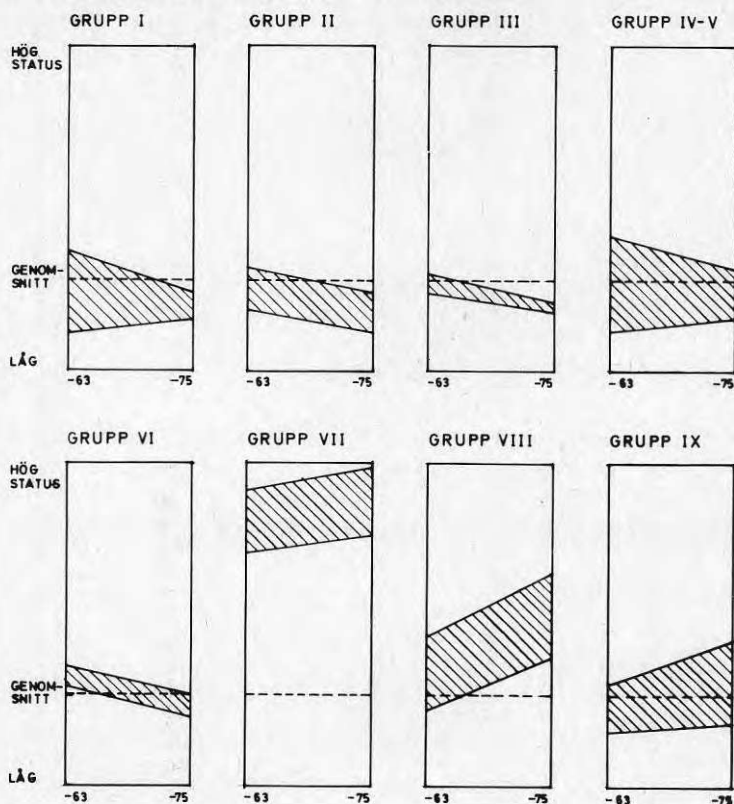 GRUPP I
GRUPP II
GRUPP III
GRUPP IV-V
HÖG
STATUS
GENOM-
SNITT
LÅG
-63
-75
-63
-75
-63
-75
-63
-75
GRUPP VI
GRUPP VII
GRUPP VIII
GRUPP IX
HÖG
STATUS
GENOM-
SNITT
LÅG
-63
-75
-63
-75
-63
-75
-63
-75